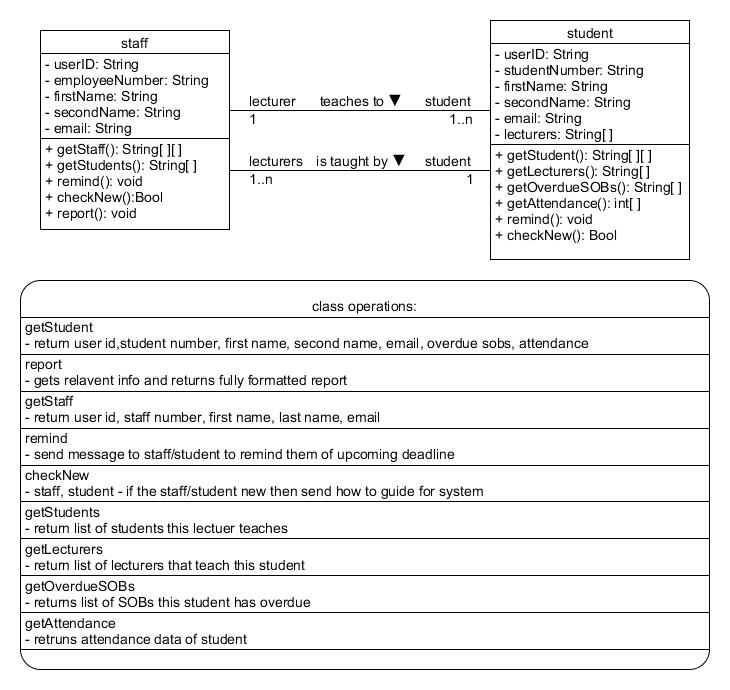 staff
- userID: String
- employeeNumber: String
- firstName: String
- secondName: String
- email: String
+ getStaff(): String[ ][ ]
+ getStudents(): String[ ]
+ remind(): void
+ checkNew():Bool
+ report(): void
lecturer teaches to ▼ student
1 1..n
lecturers is taught by ▼ student
1..n 1
student
- userID: String
- studentNumber: String
- firstName: String
- secondName: String
- email: String
- lecturers: String[ ]
+ getStudent(): String[ ][ ]
+ getLecturers(): String[ ]
+ getOverdueSOBs(): String[ ]
+ getAttendance(): int[ ]
+ remind(): void
+ checkNew(): Bool
class operations:
getStudent
- return user id,student number, first name, second name, email, overdue sobs, attendance
report
- gets relavent info and returns fully formatted report
getStaff
- return user id, staff number, first name, last name, email
remind
- send message to staff/student to remind them of upcoming deadline
checkNew
- staff, student - if the staff/student new then send how to guide for system
getStudents
- return list of students this lectuer teaches
getLecturers
- return list of lecturers that teach this student
getOverdueSOBs
- returns list of SOBs this student has overdue
getAttendance
- retruns attendance data of student